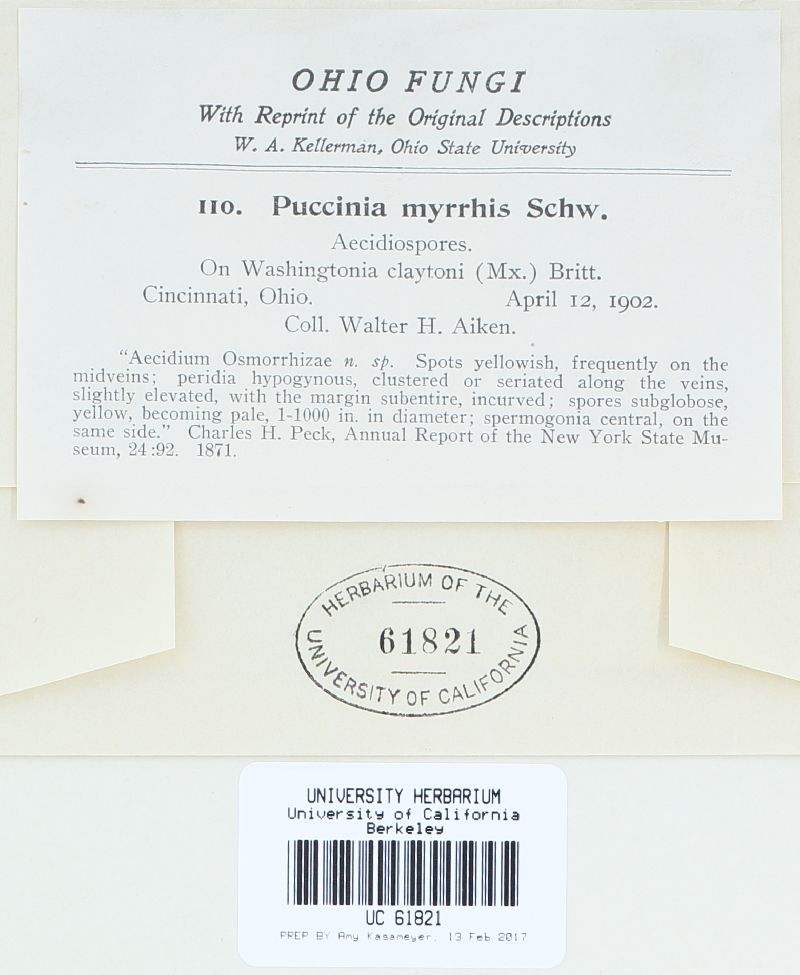 OHIO FUNGI
With Reprint of the Original Descriptions
W. A. Kellerman, Ohio State University
110. Puccinia myrrhis Schw.
Aecidiospores.
On Washingtonia claytoni (Mx.) Britt.
Cincinnati, Ohio. April 12, 1902.
Coll. Walter H. Aiken.
"Aecidium Osmorrhizae n. sp. Spots yellowish, frequently on the
midveins; peridia hypogynous, clustered or seriated along the veins,
slightly elevated, with the margin subentire, incurved; spores subglobose,
yellow, becoming pale, 1-1000 in. in diameter; spermogonia central, on the
same side." Charles H. Peck, Annual Report of the New York State Mu-
seum, 24:92. 1871.
HERBARIUM OF THE
61821
UNIVERSITY OF CALIFORNIA
UNIVERSITY HERBARIUM
University of California
Berkeley
UC 61821
PREP BY Amy Kasameyer, 13 Feb 2017